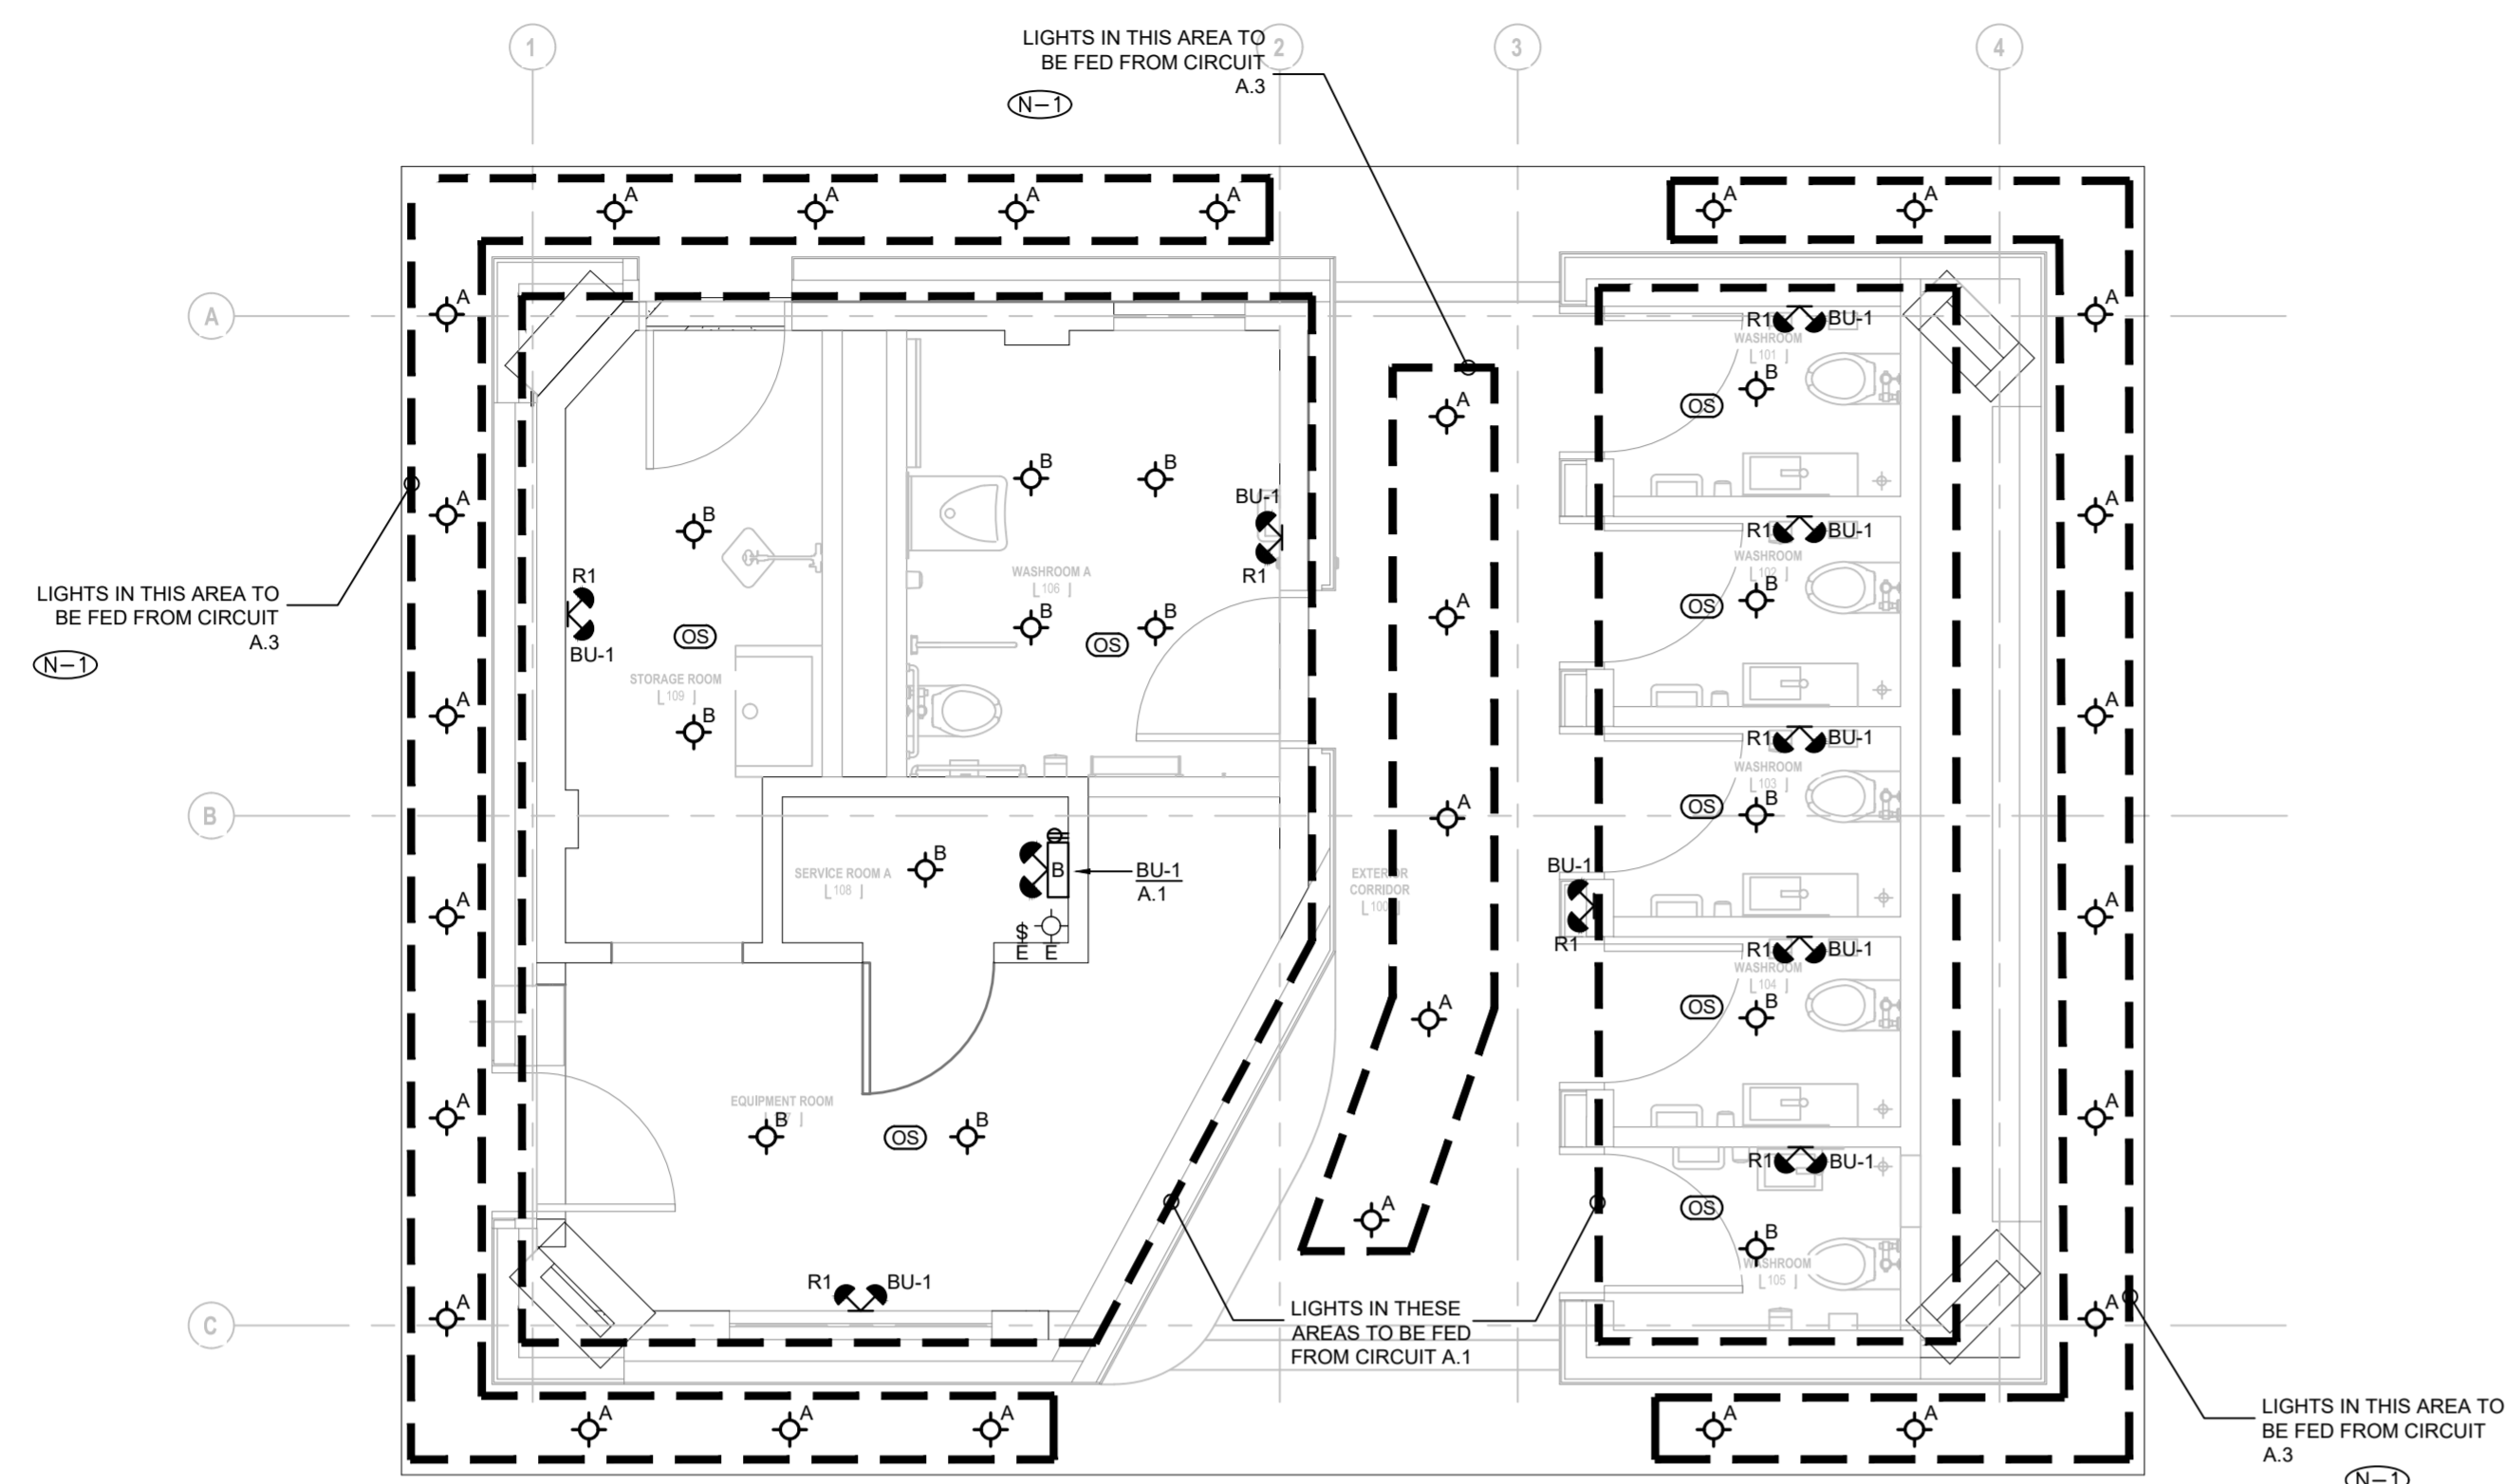 1
2
3
4
LIGHTS IN THIS AREA TO
BE FED FROM CIRCUIT
A.3
N-1
A A A A
A A
A
A A
R1 BU-1
WASHROOM
101
B
OS
A
A
B B
BU-1
R1
B
A A
R1 BU-1
WASHROOM
102
B
OS
WASHROOM A
106
R1
BU-1
LIGHTS IN THIS AREA TO
BE FED FROM CIRCUIT
A.3
N-1
OS
B B
OS
A
STORAGE ROOM
109
B
A A
R1 BU-1
WASHROOM
103
B
OS
A
B
SERVICE ROOM A
108
B
B
BU-1
A.1
$
E E
EXTERIOR
CORRIDOR
100
BU-1
R1
A A
R1 BU-1
WASHROOM
104
B
OS
A
EQUIPMENT ROOM
B
OS
B
A A
R1 BU-1
OS
A
B
WASHROOM
105
R1 BU-1
C
LIGHTS IN THESE
AREAS TO BE FED
FROM CIRCUIT A.1
A A
A A A
A A
LIGHTS IN THIS AREA TO
BE FED FROM CIRCUIT
A.3
N-1